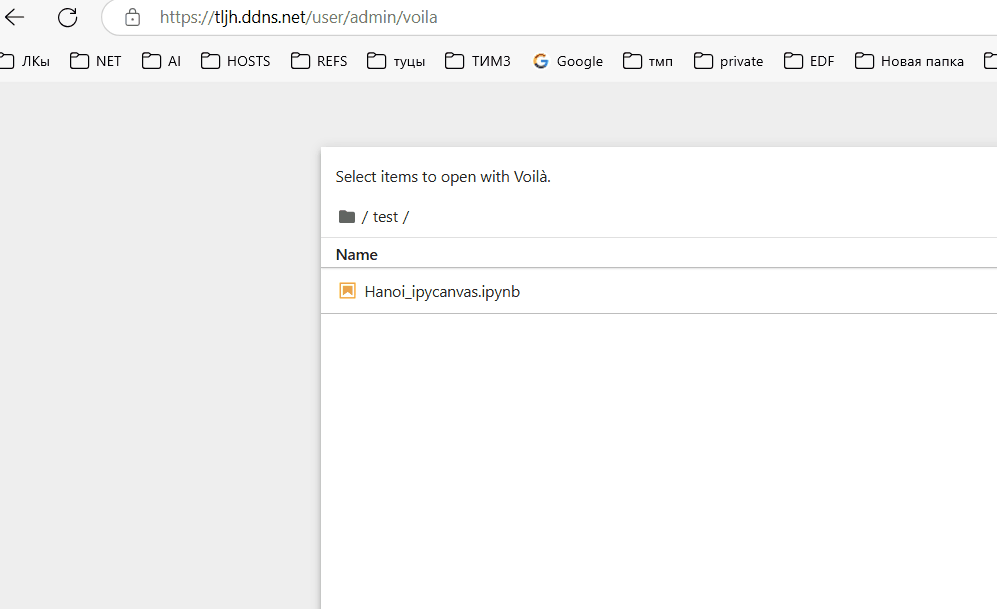 https://tljh.ddns.net/user/admin/voila
ЛКы NET AI HOSTS REFS туцы ТИМЗ Google тмп private EDF Новая папка
Select items to open with Voilà.
/ test /
Name
Hanoi_ipycanvas.ipynb